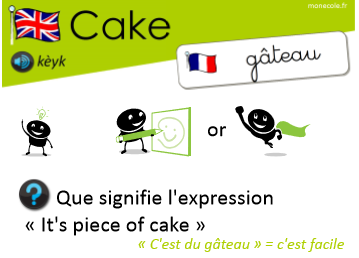 monecole.fr
Cake
kèyk
gâteau
or
? Que signifie l'expression
« It's piece of cake »
« C'est du gâteau » = c'est facile